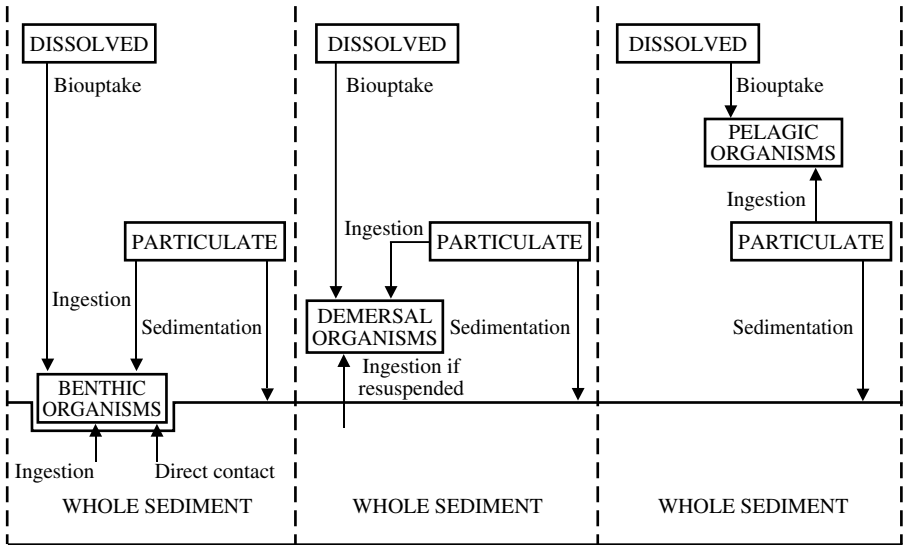 DISSOLVED
Biouptake
PARTICULATE
Ingestion
Sedimentation
BENTHIC
ORGANISMS
Ingestion
Direct contact
WHOLE SEDIMENT
DISSOLVED
Biouptake
Ingestion
PARTICULATE
DEMERSAL
ORGANISMS
Sedimentation
Ingestion if
resuspended
WHOLE SEDIMENT
DISSOLVED
Biouptake
PELAGIC
ORGANISMS
Ingestion
PARTICULATE
Sedimentation
WHOLE SEDIMENT